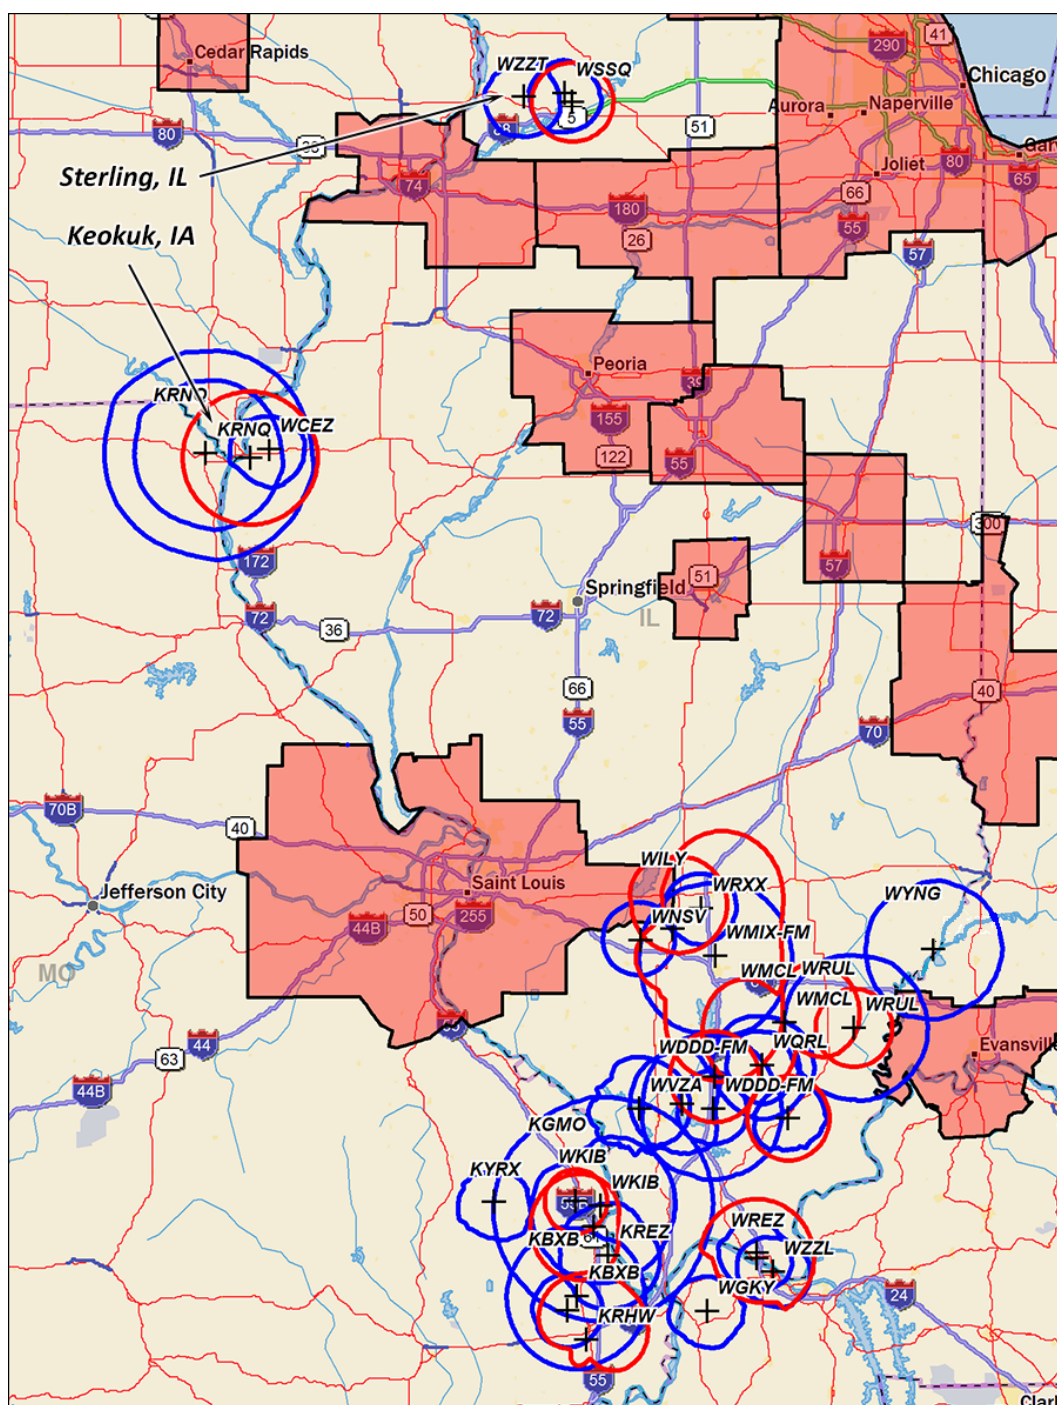 290
41
Cedar Rapids
WZZT
WSSQ
Chicago
Aurora
Naperville
5
51
80
88
Sterling, IL
Joliet
80
65
74
66
180
55
26
Keokuk, IA
57
Peoria
39
KRNQ
WCEZ
155
KRNQ
122
55
300
172
57
51
Springfield
IL
72
72
36
66
40
55
70
70B
40
WILY
Saint Louis
WRXX
WYNG
Jefferson City
50
255
44B
WNSV
WMIX-FM
MO
WMCL
WRUL
WMCL
WRUL
44
63
WDDD-FM
WQRL
Evansville
44B
WVZA
WDDD-FM
KGMO
WKIB
KYRX
WKIB
WREZ
KBXB
61
KREZ
WZZL
KBXB
WGKY
24
KRHW
55